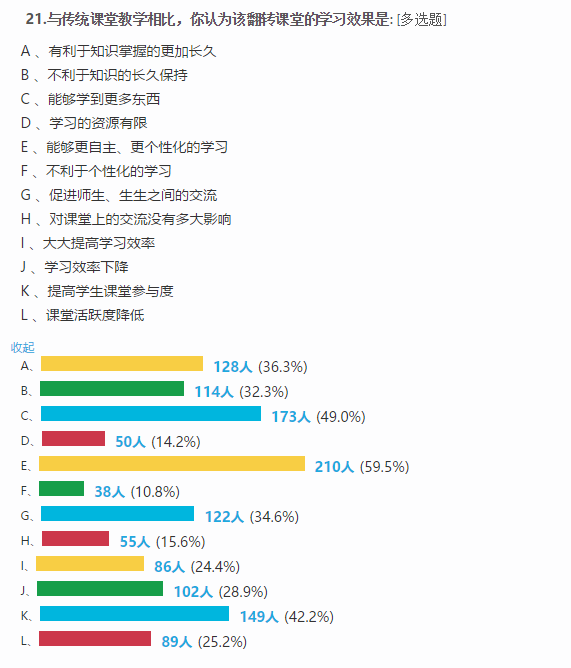 21.与传统课堂教学相比，你认为该翻转课堂的学习效果是: [多选题]
A 、有利于知识掌握的更加长久
B 、不利于知识的长久保持
C 、能够学到更多东西
D 、学习的资源有限
E 、能够更自主、更个性化的学习
F 、不利于个性化的学习
G 、促进师生、生生之间的交流
H 、对课堂上的交流没有多大影响
I 、大大提高学习效率
J 、学习效率下降
K 、提高学生课堂参与度
L 、课堂活跃度降低
收起
A、 128人 (36.3%)
B、 114人 (32.3%)
C、 173人 (49.0%)
D、 50人 (14.2%)
E、 210人 (59.5%)
F、 38人 (10.8%)
G、 122人 (34.6%)
H、 55人 (15.6%)
I、 86人 (24.4%)
J、 102人 (28.9%)
K、 149人 (42.2%)
L、 89人 (25.2%)